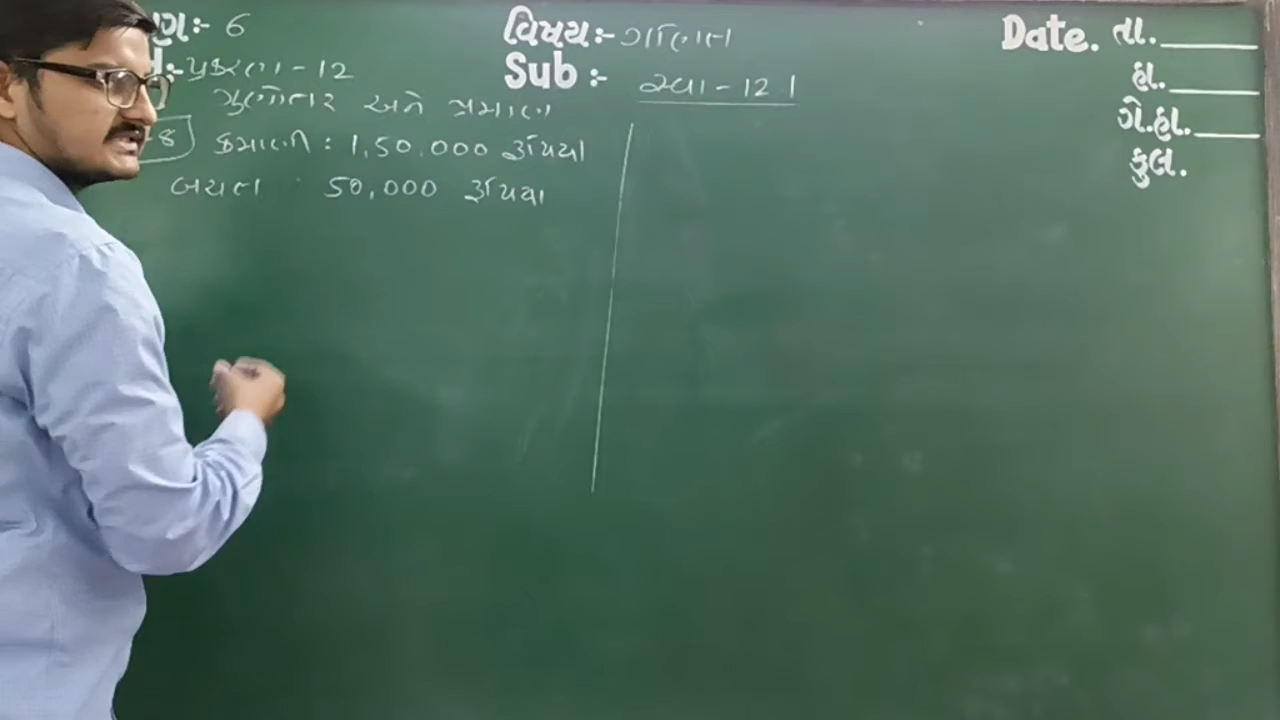 ણ:- 6
વિષય:- ગણિત
Sub :- સ્વા - 12.1
:- પ્રકરણ - 12
ગુણોત્તર અને પ્રમાણ
8 કમાણી : 1,50,000 રૂપિયા
બચત : 50,000 રૂપિયા
Date. તા.
હા.
ગે.હા.
કુલ.